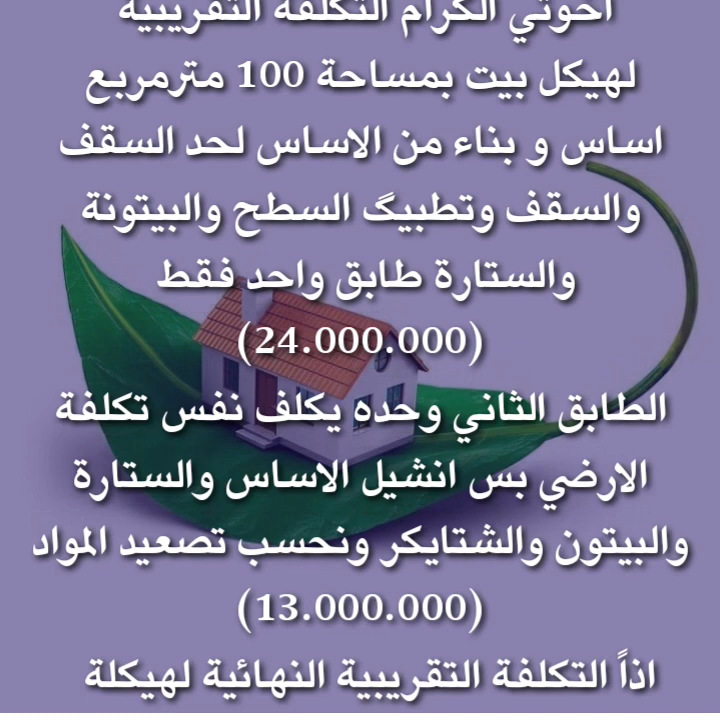 اخوتي الكرام التكلفة التقريبية
لهيكل بيت بمساحة 100 مترمربع
اساس و بناء من الاساس لحد السقف
والسقف وتطبيگ السطح والبيتونة
والستارة طابق واحد فقط
(24.000.000)
الطابق الثاني وحده يكلف نفس تكلفة
الارضي بس انشيل الاساس والستارة
والبيتون والشتايكر ونحسب تصعيد المواد
(13.000.000)
اذاً التكلفة التقريبية النهائية لهيكلة